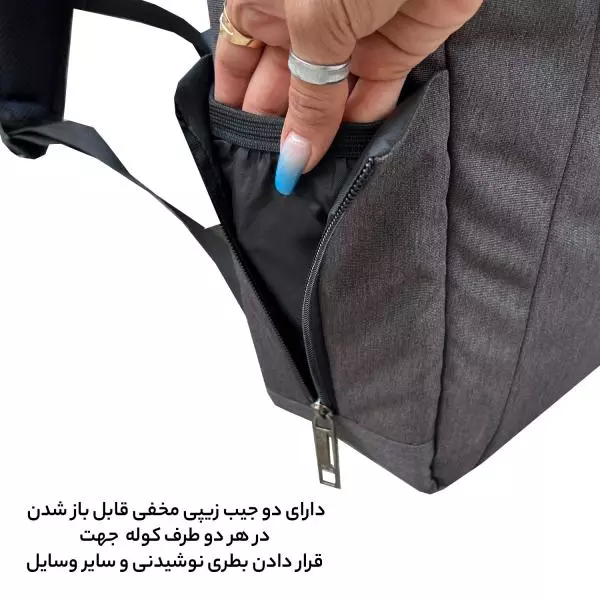 دارای دو جیب زیپی مخفی قابل باز شدن
در هر دو طرف کوله جهت
قرار دادن بطری نوشیدنی و سایر وسایل